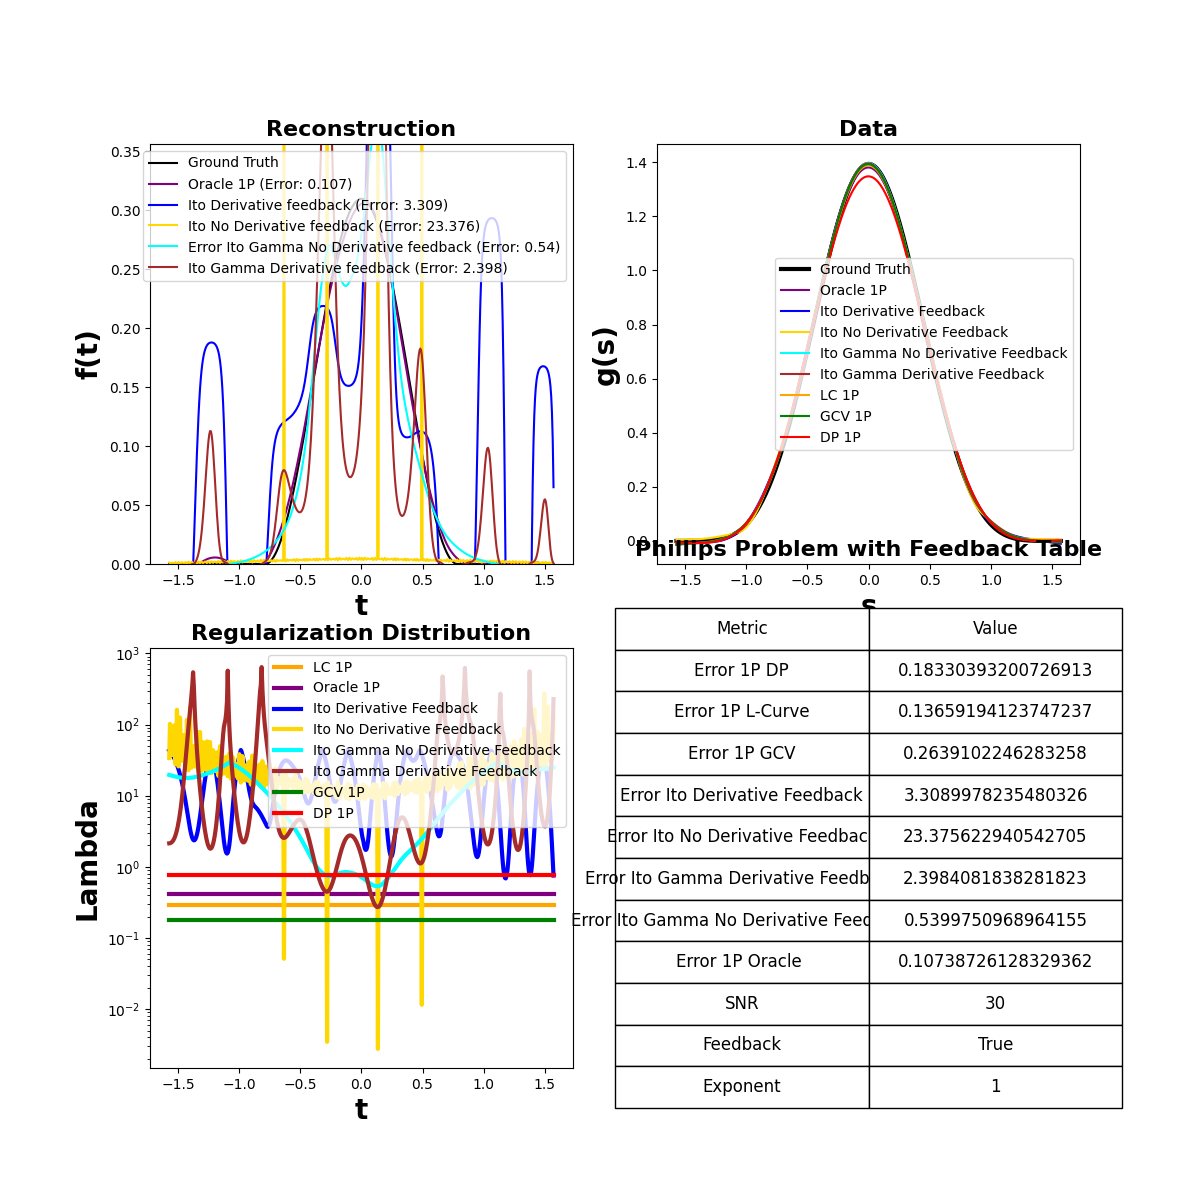 Reconstruction
0.35
0.30
0.25
0.20
0.15
0.10
0.05
0.00
f(t)
Ground Truth
Oracle 1P (Error: 0.107)
Ito Derivative feedback (Error: 3.309)
Ito No Derivative feedback (Error: 23.376)
Error Ito Gamma No Derivative feedback (Error: 0.54)
Ito Gamma Derivative feedback (Error: 2.398)
−1.5 −1.0 −0.5 0.0 0.5 1.0 1.5
t
Data
1.4
1.2
1.0
0.8
0.6
0.4
0.2
0.0
g(s)
Ground Truth
Oracle 1P
Ito Derivative Feedback
Ito No Derivative Feedback
Ito Gamma No Derivative Feedback
Ito Gamma Derivative Feedback
LC 1P
GCV 1P
DP 1P
−1.5 −1.0 −0.5 0.0 0.5 1.0 1.5
s
Regularization Distribution
10³
10²
10¹
10⁰
10⁻¹
10⁻²
Lambda
LC 1P
Oracle 1P
Ito Derivative Feedback
Ito No Derivative Feedback
Ito Gamma No Derivative Feedback
Ito Gamma Derivative Feedback
GCV 1P
DP 1P
−1.5 −1.0 −0.5 0.0 0.5 1.0 1.5
t
Phillips Problem with Feedback Table
Metric Value
Error 1P DP 0.18330393200726913
Error 1P L-Curve 0.13659194123747237
Error 1P GCV 0.2639102246283258
Error Ito Derivative Feedback 3.3089978235480326
Error Ito No Derivative Feedbac 23.375622940542705
Error Ito Gamma Derivative Feedb 2.3984081838281823
Error Ito Gamma No Derivative Feed 0.5399750968964155
Error 1P Oracle 0.10738726128329362
SNR 30
Feedback True
Exponent 1